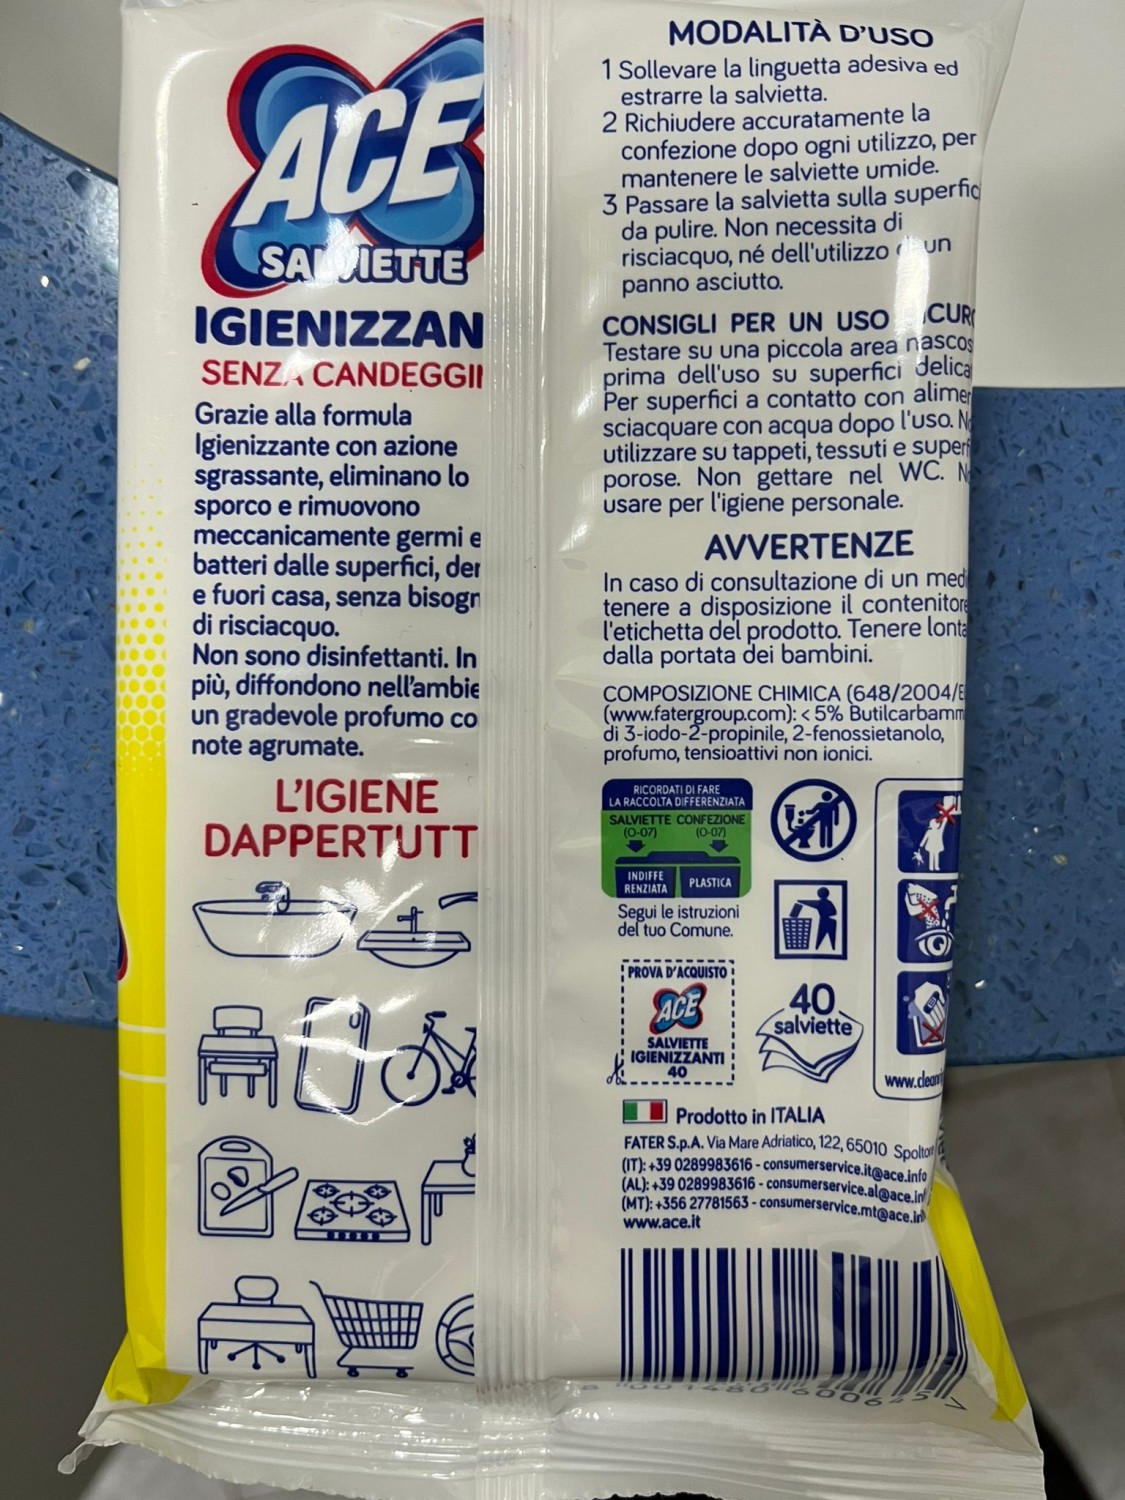 ACE
SALVIETTE
IGIENIZZAN
SENZA CANDEGGI
Grazie alla formula
Igienizzante con azione
sgrassante, eliminano lo
sporco e rimuovono
meccanicamente germi e
batteri dalle superfici, der
e fuori casa, senza bisogn
di risciacquo.
Non sono disinfettanti. In
più, diffondono nell'ambie
un gradevole profumo co
note agrumate.
L'IGIENE
DAPPERTUTT
MODALITÀ D'USO
1 Sollevare la linguetta adesiva ed
estrarre la salvietta.
2 Richiudere accuratamente la
confezione dopo ogni utilizzo, per
mantenere le salviette umide.
3 Passare la salvietta sulla superfic
da pulire. Non necessita di
risciacquo, né dell'utilizzo un
panno asciutto.
CONSIGLI PER UN USO ICUR
Testare su una piccola area nascos
prima dell'uso su superfici delica
Per superfici a contatto con alimen
sciacquare con acqua dopo l'uso. N
utilizzare su tappeti, tessuti e superf
porose. Non gettare nel WC. N
usare per l'igiene personale.
AVVERTENZE
In caso di consultazione di un medi
tenere a disposizione il contenitore
l'etichetta del prodotto. Tenere lonta
dalla portata dei bambini.
COMPOSIZIONE CHIMICA (648/2004/E
(www.fatergroup.com): < 5% Butilcarbamm
di 3-iodo-2-propinile, 2-fenossietanolo,
profumo, tensioattivi non ionici.
RICORDATI DI FARE
LA RACCOLTA DIFFERENZIATA
SALVIETTE CONFEZIONE
(O-07) (O-07)
INDIFFE
RENZIATA
PLASTICA
Segui le istruzioni
del tuo Comune.
PROVA D'ACQUISTO
ACE
SALVIETTE
IGIENIZZANTI
40
40
salviette
www.cleani
Prodotto in ITALIA
FATER S.p.A. Via Mare Adriatico, 122, 65010 Spoltore
(IT): +39 0289983616 - consumerservice.it@ace.info
(AL): +39 0289983616 - consumerservice.al@ace.inf
(MT): +356 27781563 - consumerservice.mt@ace.inf
www.ace.it
8 001480 600645 >